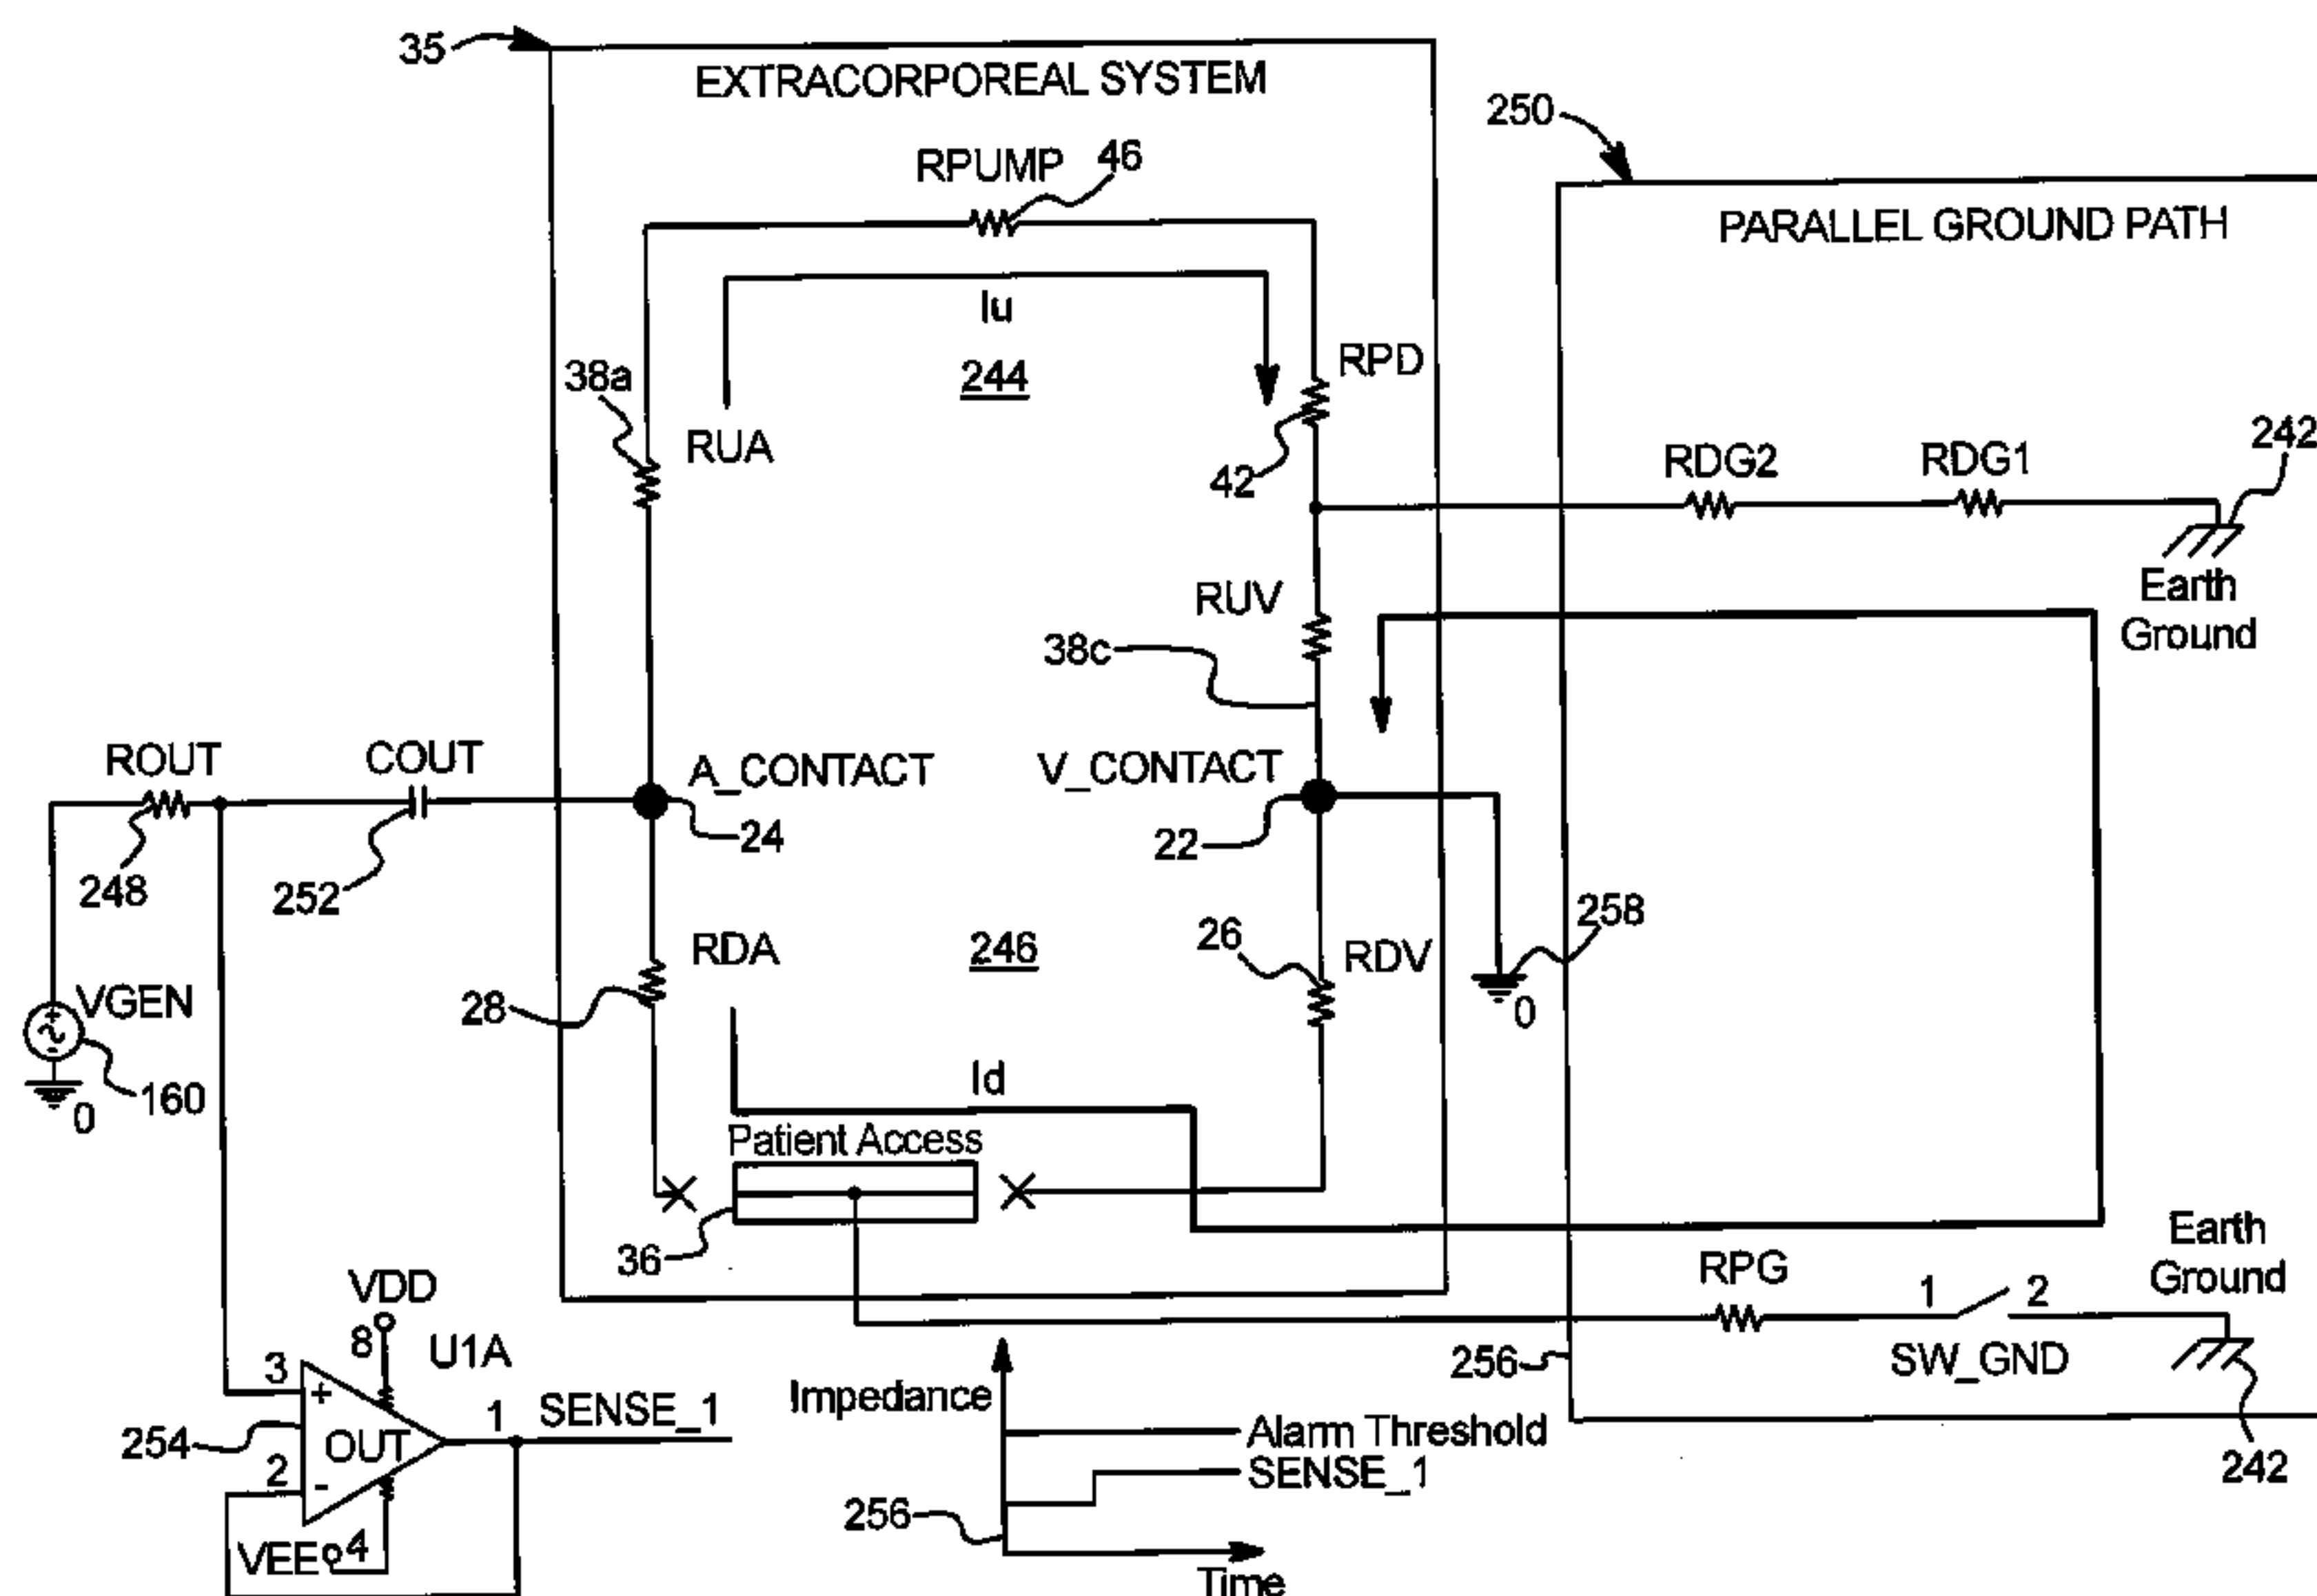 35
EXTRACORPOREAL SYSTEM
250
RPUMP 46
PARALLEL GROUND PATH
Iu
38a
244
RPD
RUA
42
RDG2
RDG1
242
Earth
Ground
RUV
38c
ROUT
COUT
A_CONTACT
V_CONTACT
24
22
248
252
RDA
246
26
RDV
258
28
0
VGEN
160
0
Id
Patient Access
36
RPG
1
2
Earth
Ground
SW_GND
256
242
VDD
8
U1A
3
+
254
OUT
1
SENSE_1
2
-
VEE
4
Impedance
Alarm Threshold
SENSE_1
256
Time